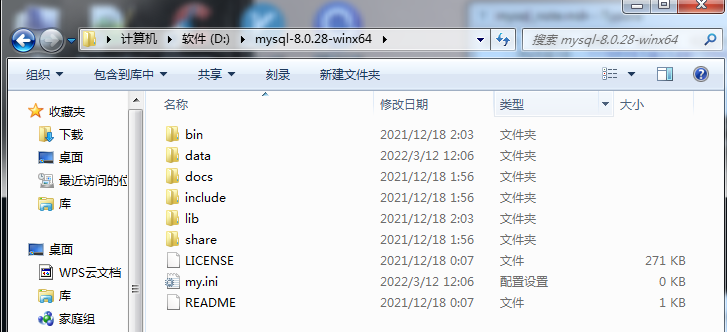 计算机 软件 (D:) mysql-8.0.28-winx64
搜索 mysql-8.0.28-winx64
组织 包含到库中 共享 刻录 新建文件夹
收藏夹
下载
桌面
最近访问的位
库
桌面
WPS云文档
库
家庭组
名称 修改日期 类型 大小
bin 2021/12/18 2:03 文件夹
data 2022/3/12 12:06 文件夹
docs 2021/12/18 1:56 文件夹
include 2021/12/18 2:03 文件夹
lib 2021/12/18 2:03 文件夹
share 2021/12/18 1:56 文件夹
LICENSE 2021/12/18 0:07 文件 271 KB
my.ini 2022/3/12 12:06 配置设置 0 KB
README 2021/12/18 0:07 文件 1 KB